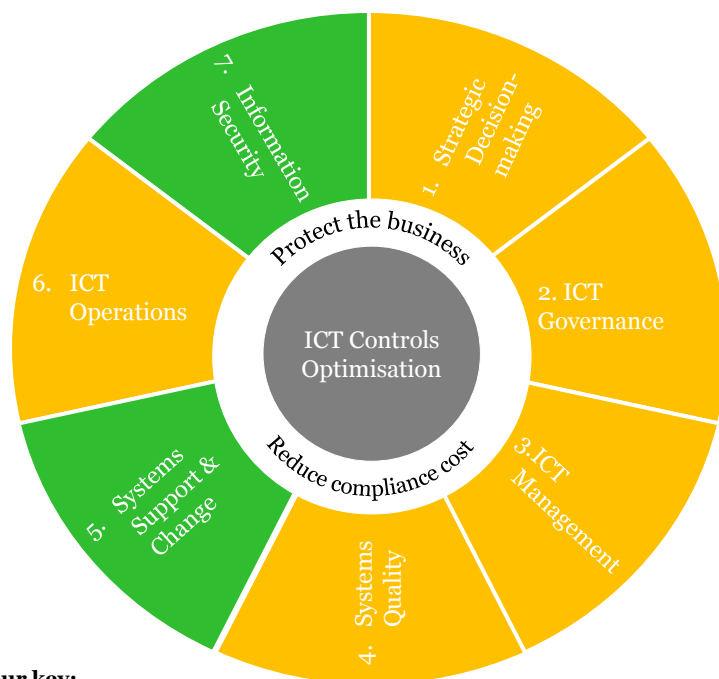 1. Strategic
Decision-
making
2. ICT
Governance
3.ICT
Management
4. Systems
Quality
5. Systems
Support &
Change
6. ICT
Operations
7. Information
Security
Protect the business
ICT Controls
Optimisation
Reduce compliance cost
key: